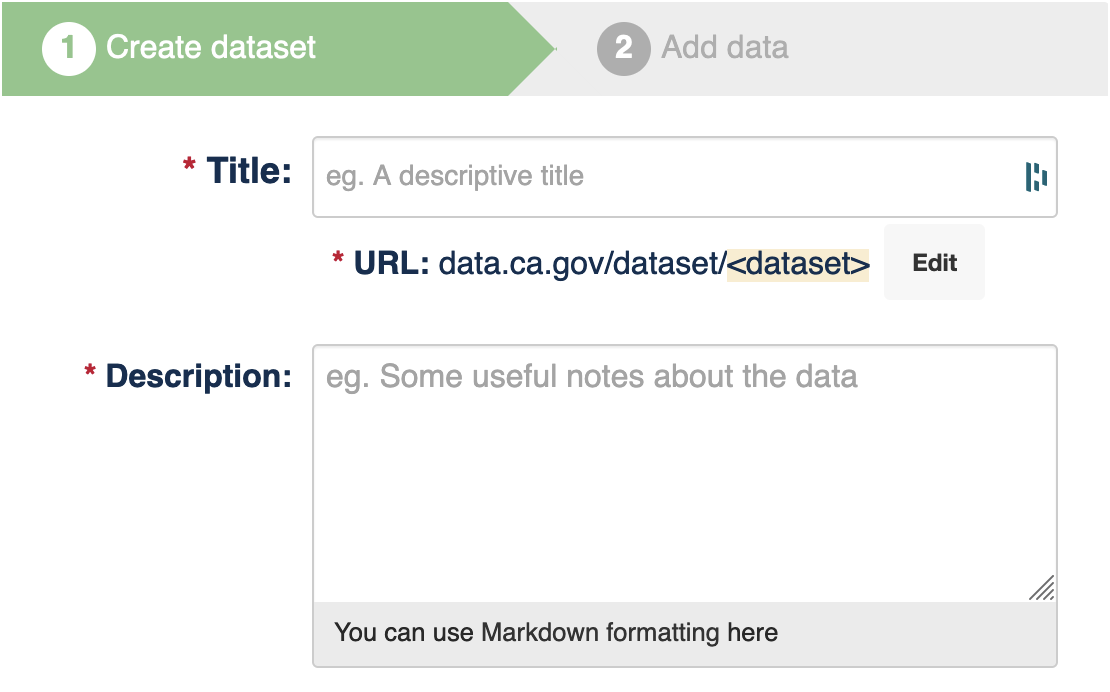 1 Create dataset 2 Add data
* Title: eg. A descriptive title
* URL: data.ca.gov/dataset/<dataset> Edit
* Description: eg. Some useful notes about the data
You can use Markdown formatting here